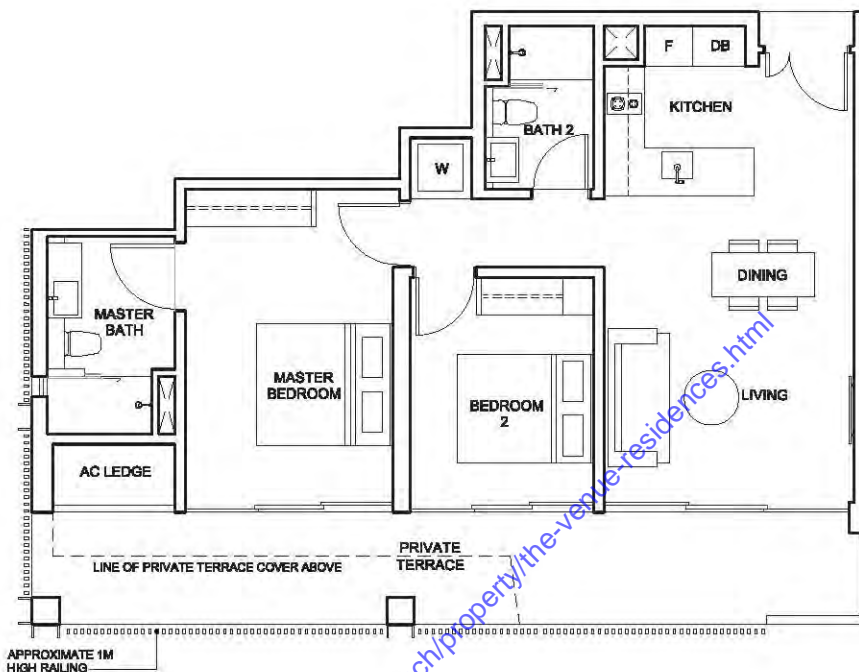 F
DB
KITCHEN
BATH 2
W
DINING
MASTER
BATH
MASTER
BEDROOM
BEDROOM
2
LIVING
AC LEDGE
PRIVATE
TERRACE
LINE OF PRIVATE TERRACE COVER ABOVE
APPROXIMATE 1M
HIGH RAILING
ch/property/the-venue-residences.html